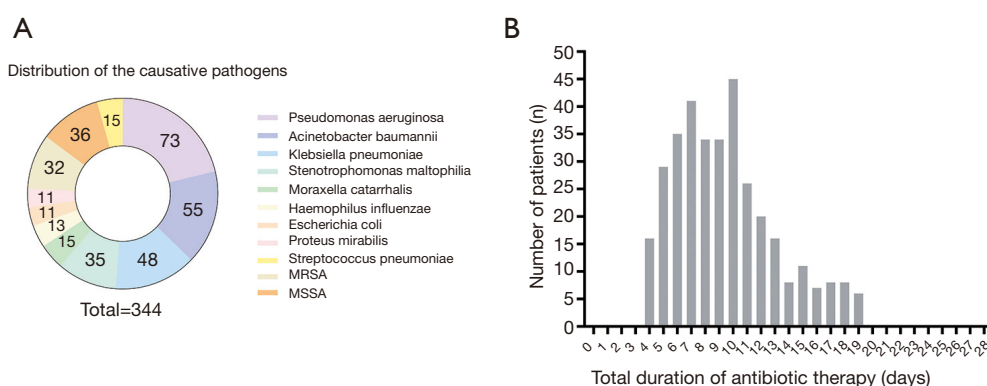 A
Distribution of the causative pathogens
15
73
36
32
55
11
11
13
15
35
48
Total=344
Pseudomonas aeruginosa
Acinetobacter baumannii
Klebsiella pneumoniae
Stenotrophomonas maltophilia
Moraxella catarrhalis
Haemophilus influenzae
Escherichia coli
Proteus mirabilis
Streptococcus pneumoniae
MRSA
MSSA
B
Number of patients (n)
50
45
40
35
30
25
20
15
10
5
0
0 1 2 3 4 5 6 7 8 9 10 11 12 13 14 15 16 17 18 19 20 21 22 23 24 25 26 27 28
Total duration of antibiotic therapy (days)